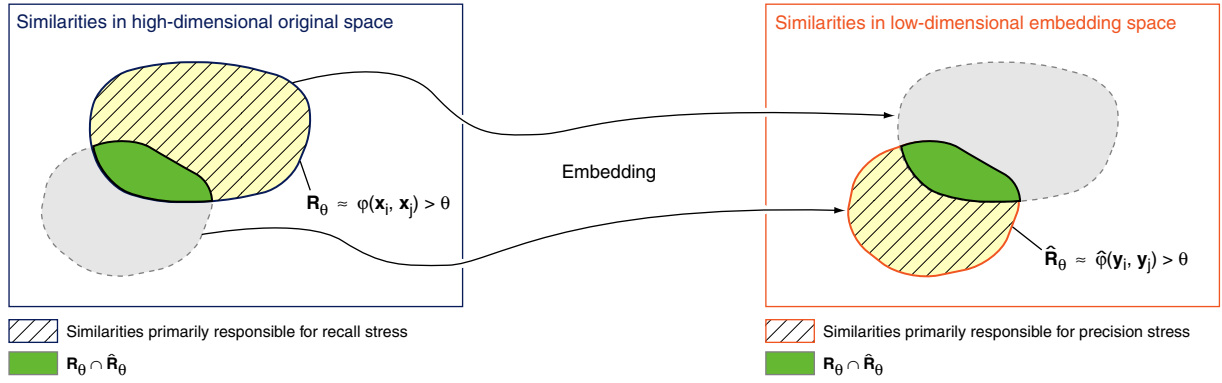 Similarities in high-dimensional original space
R_θ ≈ φ(x_i, x_j) > θ
Similarities primarily responsible for recall stress
R_θ ∩ R̂_θ
Embedding
Similarities in low-dimensional embedding space
R̂_θ ≈ φ̂(y_i, y_j) > θ
Similarities primarily responsible for precision stress
R_θ ∩ R̂_θ